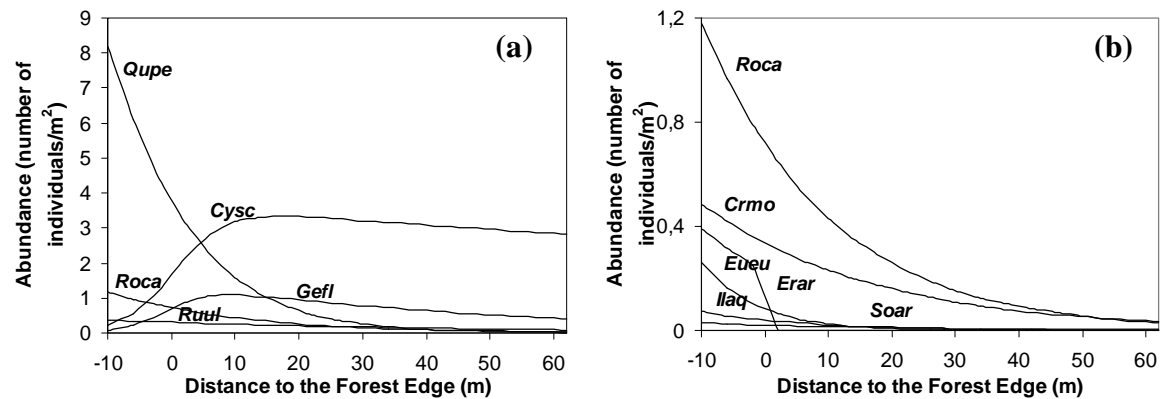 (a)
Abundance (number of
individuals/m²)
9
8
7
6
5
4
3
2
1
0
Qupe
Cysc
Roca
Ruul
Gefl
-10 0 10 20 30 40 50 60
Distance to the Forest Edge (m)
(b)
Abundance (number of
individuals/m²)
1,2
0,8
0,4
0
Roca
Crmo
Eueu
Erar
Ilaq
Soar
-10 0 10 20 30 40 50 60
Distance to the Forest Edge (m)